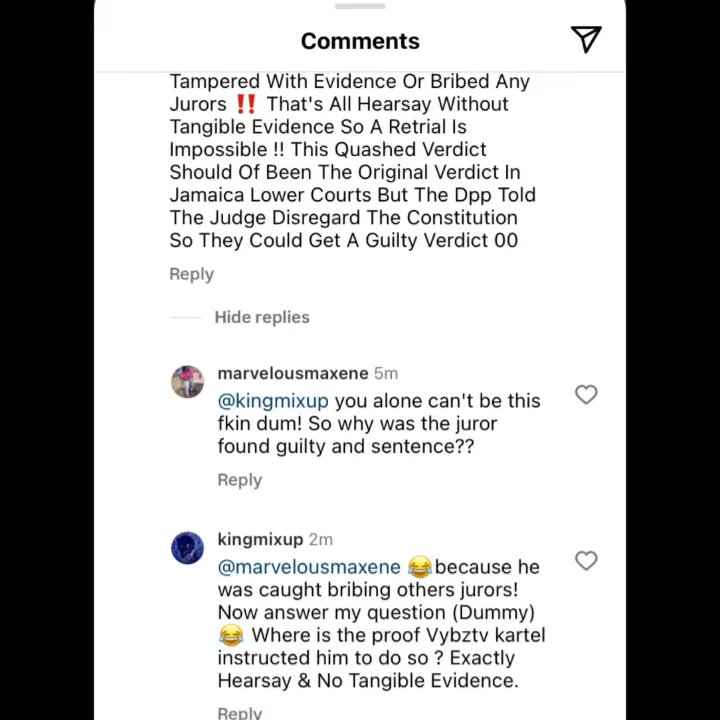 Comments
Tampered With Evidence Or Bribed Any
Jurors ‼️ That's All Hearsay Without
Tangible Evidence So A Retrial Is
Impossible !! This Quashed Verdict
Should Of Been The Original Verdict In
Jamaica Lower Courts But The Dpp Told
The Judge Disregard The Constitution
So They Could Get A Guilty Verdict 00
Reply
Hide replies
marvelousmaxene 5m
@kingmixup you alone can't be this
fkin dum! So why was the juror
found guilty and sentence??
Reply
kingmixup 2m
@marvelousmaxene 😂because he
was caught bribing others jurors!
Now answer my question (Dummy)
😂 Where is the proof Vybztv kartel
instructed him to do so ? Exactly
Hearsay & No Tangible Evidence.
Reply